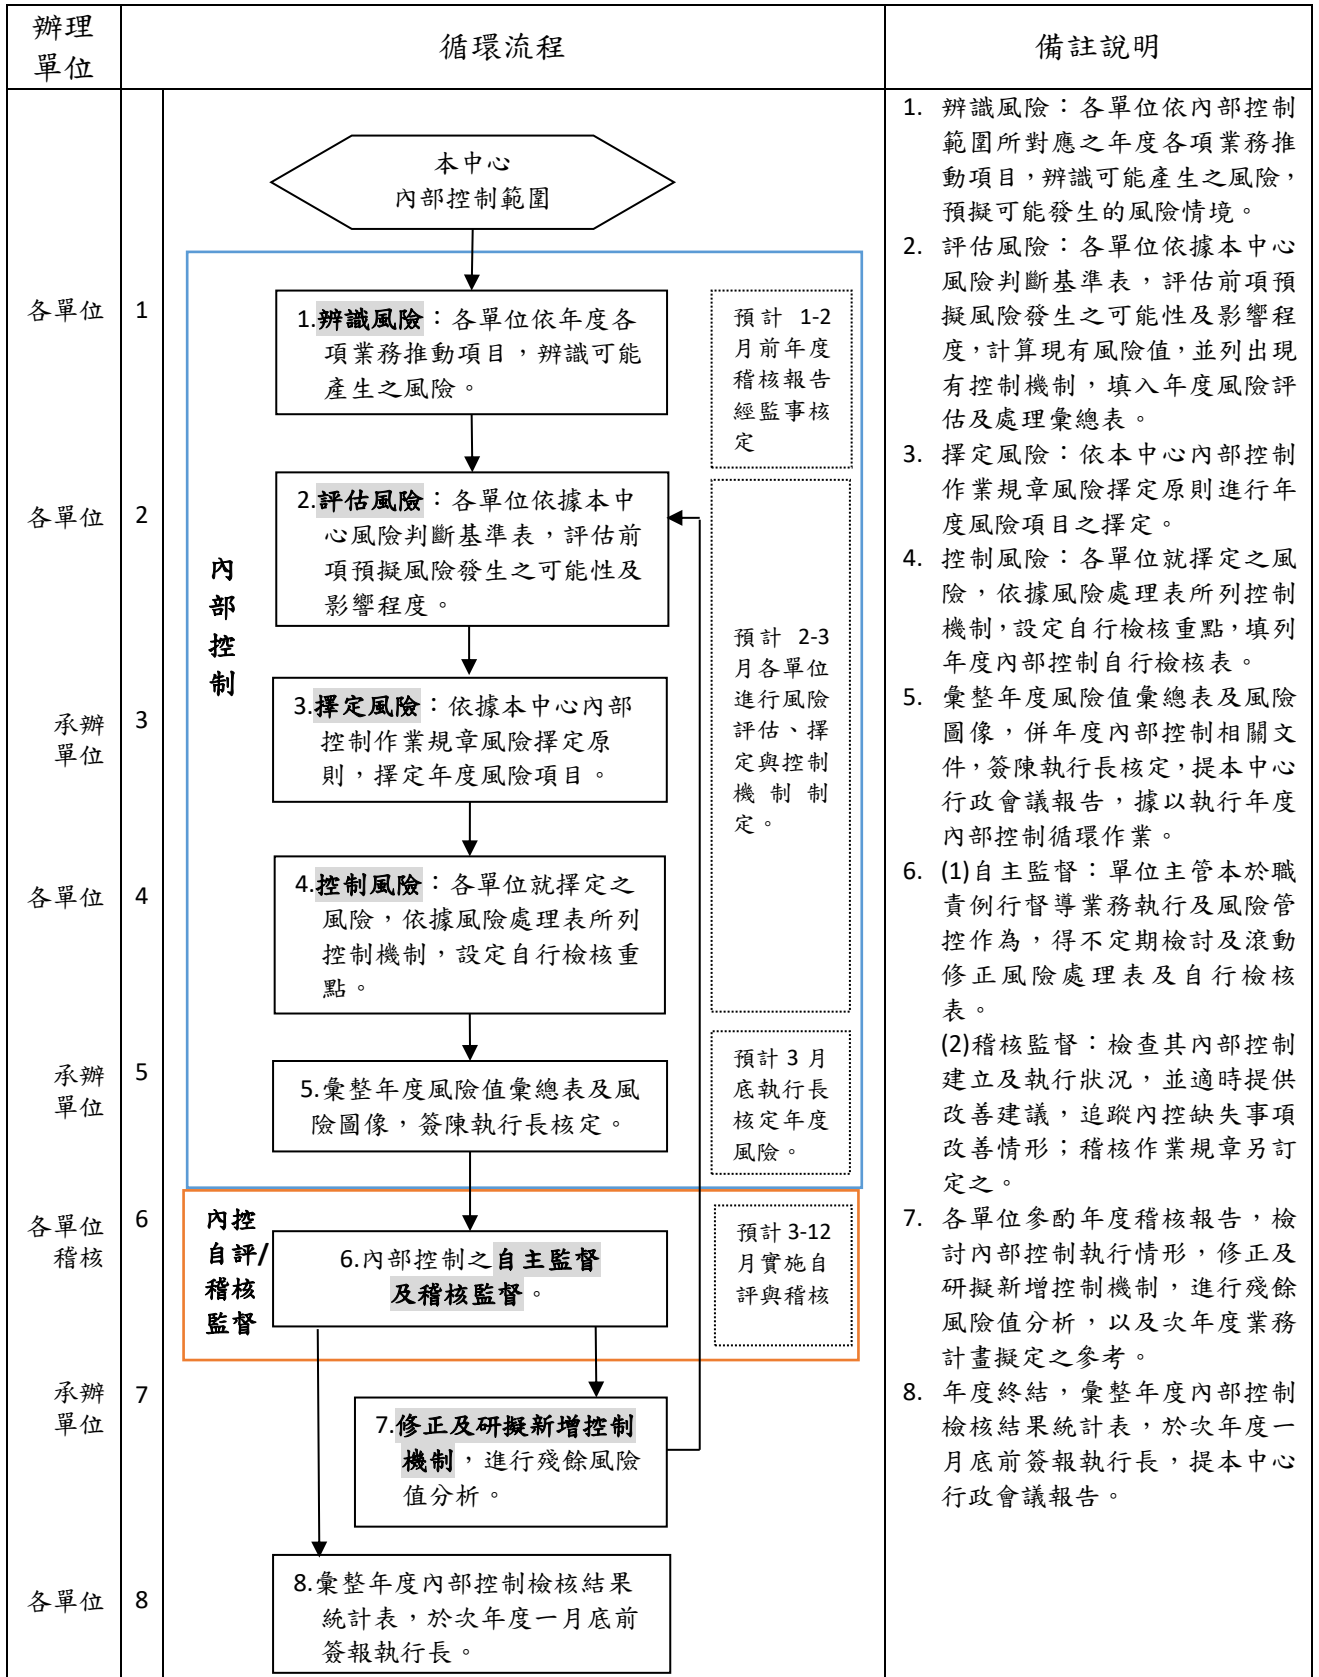 辦理
單位
循環流程
備註說明
本中心
內部控制範圍
內
部
控
制
各單位
1
1.辨識風險：各單位依年度各
項業務推動項目，辨識可能
產生之風險。
預計 1-2
月前年度
稽核報告
經監事核
定
各單位
2
2.評估風險：各單位依據本中
心風險判斷基準表，評估前
項預擬風險發生之可能性及
影響程度。
預計 2-3
月各單位
進行風險
評估、擇
定與控制
機制制
定。
承辦
單位
3
3.擇定風險：依據本中心內部
控制作業規章風險擇定原
則，擇定年度風險項目。
各單位
4
4.控制風險：各單位就擇定之
風險，依據風險處理表所列
控制機制，設定自行檢核重
點。
承辦
單位
5
5.彙整年度風險值彙總表及風
險圖像，簽陳執行長核定。
預計 3 月
底執行長
核定年度
風險。
各單位
稽核
6
內控
自評/
稽核
監督
6.內部控制之自主監督
及稽核監督。
預計 3-12
月實施自
評與稽核
承辦
單位
7
7.修正及研擬新增控制
機制，進行殘餘風險
值分析。
各單位
8
8.彙整年度內部控制檢核結果
統計表，於次年度一月底前
簽報執行長。
1. 辨識風險：各單位依內部控制
範圍所對應之年度各項業務推
動項目，辨識可能產生之風險，
預擬可能發生的風險情境。
2. 評估風險：各單位依據本中心
風險判斷基準表，評估前項預
擬風險發生之可能性及影響程
度，計算現有風險值，並列出現
有控制機制，填入年度風險評
估及處理彙總表。
3. 擇定風險：依本中心內部控制
作業規章風險擇定原則進行年
度風險項目之擇定。
4. 控制風險：各單位就擇定之風
險，依據風險處理表所列控制
機制，設定自行檢核重點，填列
年度內部控制自行檢核表。
5. 彙整年度風險值彙總表及風險
圖像，併年度內部控制相關文
件，簽陳執行長核定，提本中心
行政會議報告，據以執行年度
內部控制循環作業。
6. (1)自主監督：單位主管本於職
責例行督導業務執行及風險管
控作為，得不定期檢討及滾動
修正風險處理表及自行檢核
表。
(2)稽核監督：檢查其內部控制
建立及執行狀況，並適時提供
改善建議，追蹤內控缺失事項
改善情形；稽核作業規章另訂
定之。
7. 各單位參酌年度稽核報告，檢
討內部控制執行情形，修正及
研擬新增控制機制，進行殘餘
風險值分析，以及次年度業務
計畫擬定之參考。
8. 年度終結，彙整年度內部控制
檢核結果統計表，於次年度一
月底前簽報執行長，提本中心
行政會議報告。